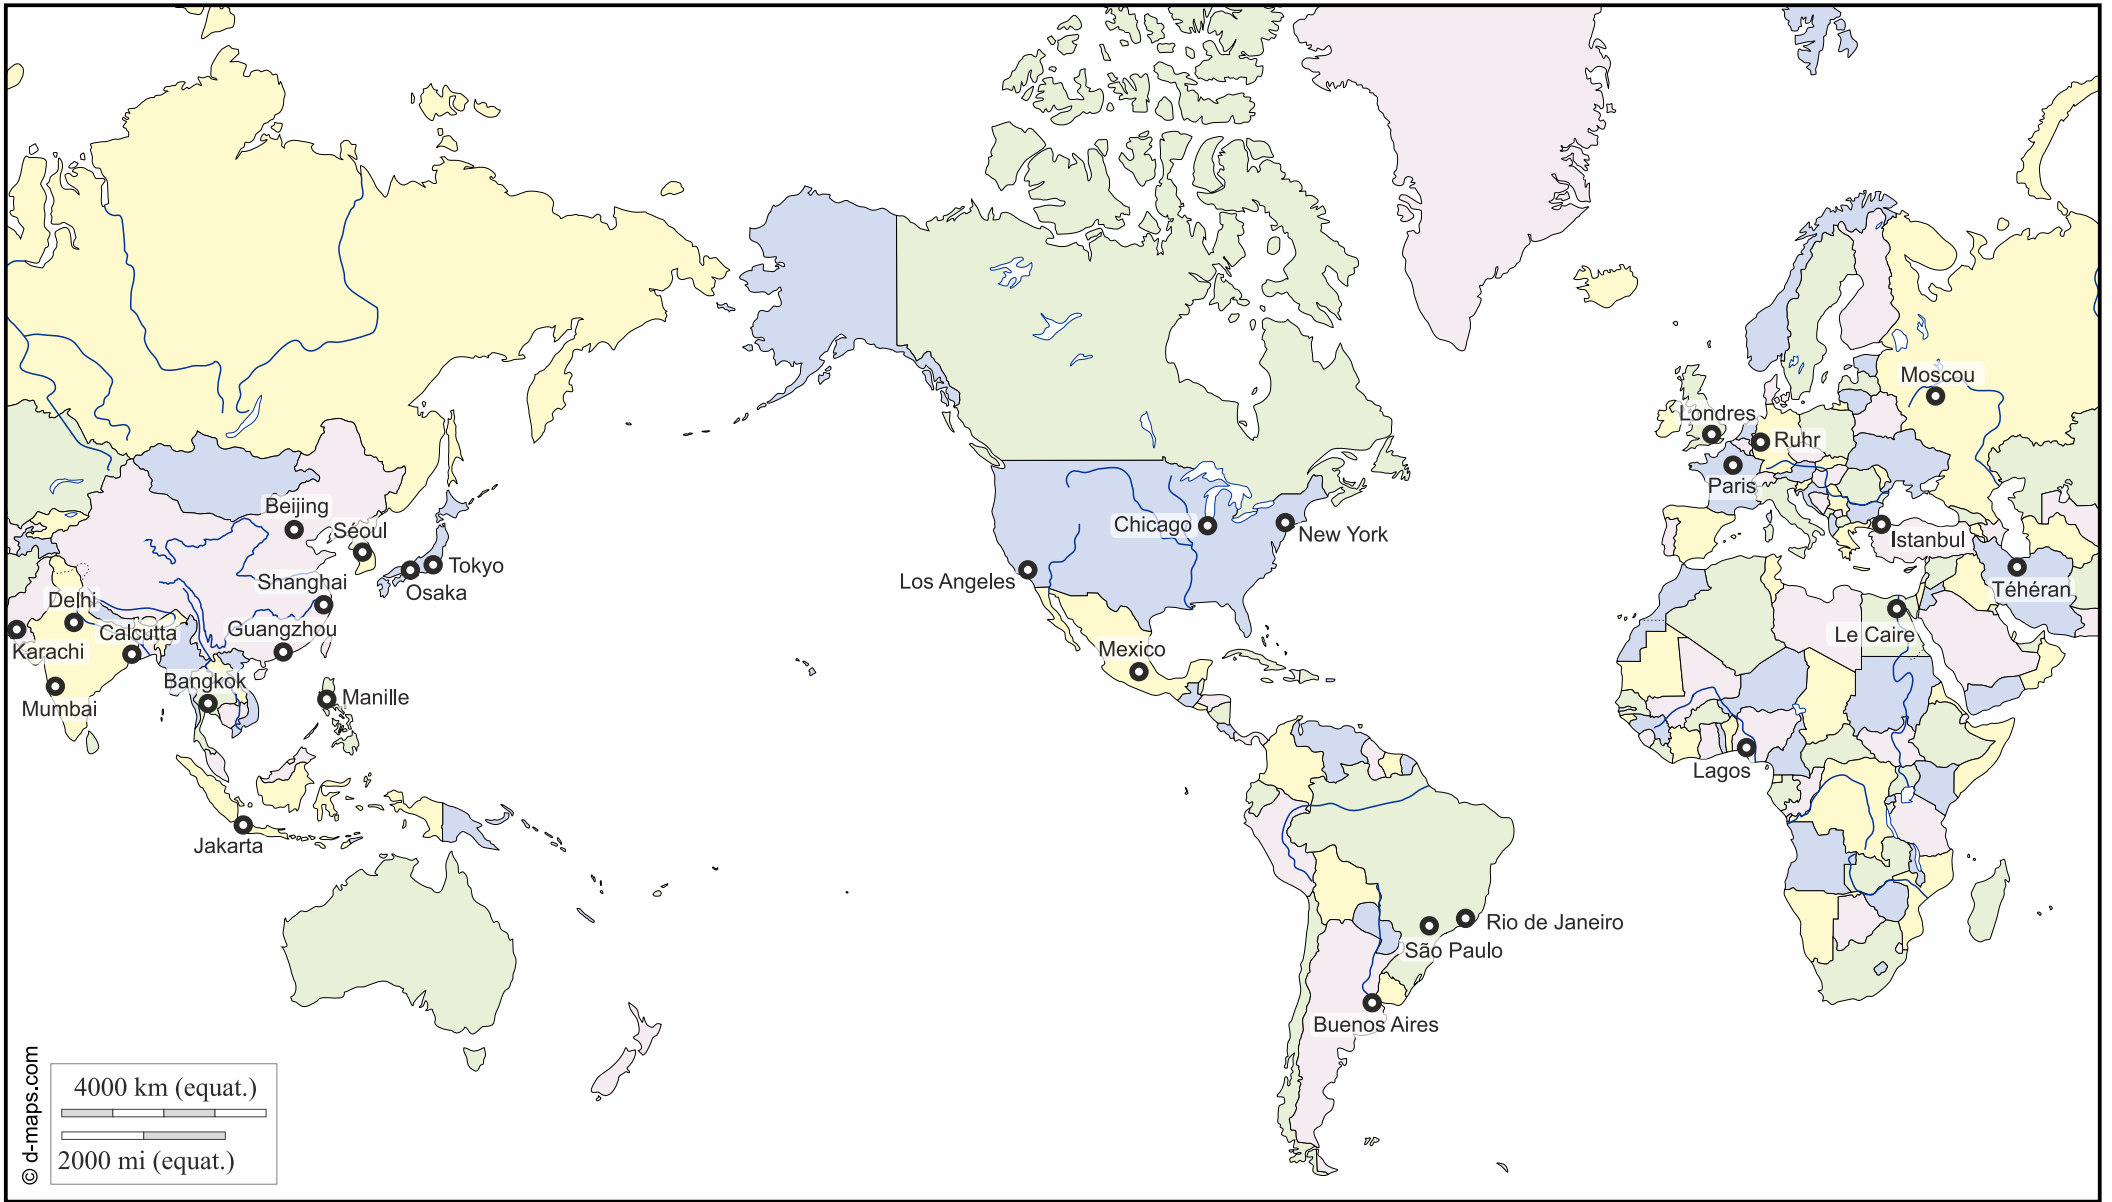 Moscou
Londres
Ruhr
Paris
Beijing
Séoul
Chicago
New York
Istanbul
Tokyo
Shanghai
Los Angeles
Osaka
Téhéran
Delhi
Calcutta
Guangzhou
Le Caire
Karachi
Mexico
Bangkok
Manille
Mumbai
Lagos
Jakarta
Rio de Janeiro
São Paulo
Buenos Aires
4000 km (equat.)
2000 mi (equat.)
© d-maps.com